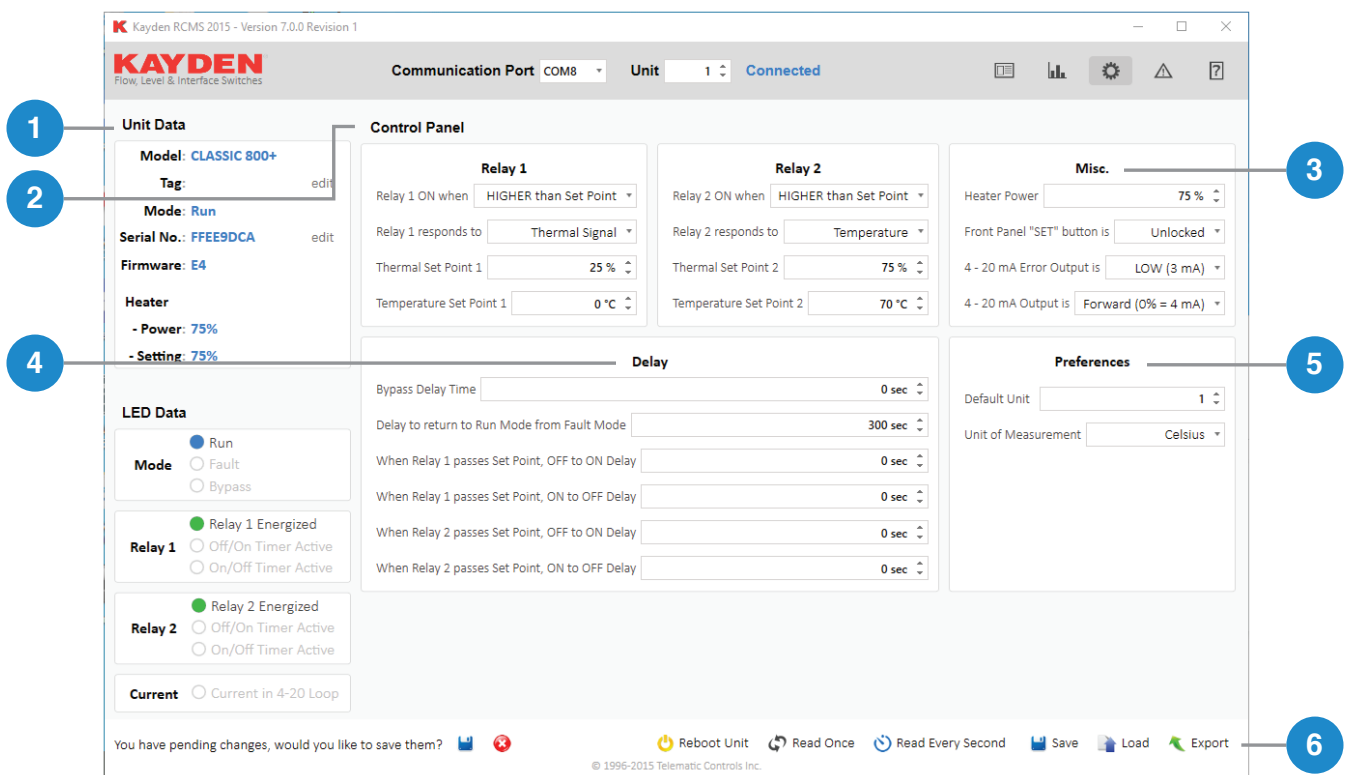 Kayden RCMS 2015 - Version 7.0.0 Revision 1
KAYDEN
Flow, Level & Interface Switches
Communication Port COM8 Unit 1 Connected
1
Unit Data
Model: CLASSIC 800+
Tag: edit
Mode: Run
Serial No.: FFEE9DCA edit
Firmware: E4
Heater
- Power: 75%
- Setting: 75%
LED Data
Mode
Run
Fault
Bypass
Relay 1
Relay 1 Energized
Off/On Timer Active
On/Off Timer Active
Relay 2
Relay 2 Energized
Off/On Timer Active
On/Off Timer Active
Current Current in 4-20 Loop
2
Control Panel
Relay 1
Relay 1 ON when HIGHER than Set Point
Relay 1 responds to Thermal Signal
Thermal Set Point 1 25 %
Temperature Set Point 1 0 °C
Relay 2
Relay 2 ON when HIGHER than Set Point
Relay 2 responds to Temperature
Thermal Set Point 2 75 %
Temperature Set Point 2 70 °C
3
Misc.
Heater Power 75 %
Front Panel "SET" button is Unlocked
4 - 20 mA Error Output is LOW (3 mA)
4 - 20 mA Output is Forward (0% = 4 mA)
4
Delay
Bypass Delay Time 0 sec
Delay to return to Run Mode from Fault Mode 300 sec
When Relay 1 passes Set Point, OFF to ON Delay 0 sec
When Relay 1 passes Set Point, ON to OFF Delay 0 sec
When Relay 2 passes Set Point, OFF to ON Delay 0 sec
When Relay 2 passes Set Point, ON to OFF Delay 0 sec
5
Preferences
Default Unit 1
Unit of Measurement Celsius
You have pending changes, would you like to save them?
Reboot Unit Read Once Read Every Second Save Load Export
6
© 1996-2015 Telematic Controls Inc.